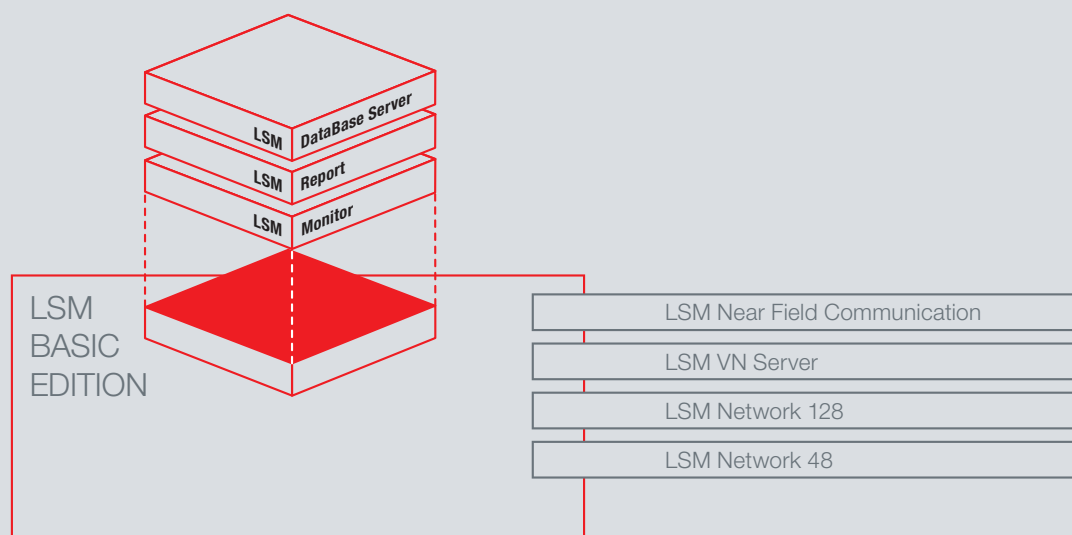 LSM DataBase Server
LSM Report
LSM Monitor
LSM
BASIC
EDITION
LSM Near Field Communication
LSM VN Server
LSM Network 128
LSM Network 48